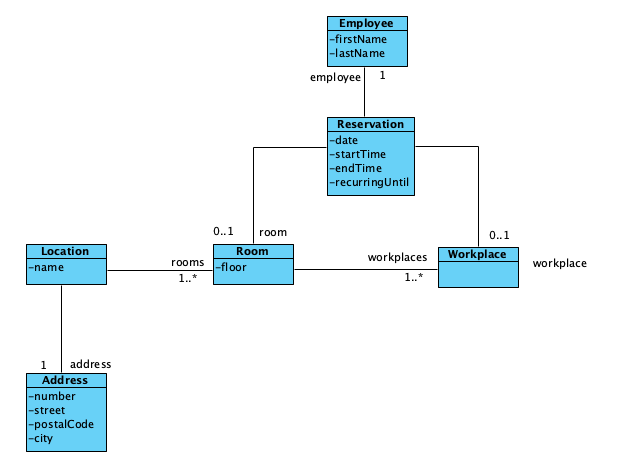 Employee
-firstName
-lastName
employee
1
Reservation
-date
-startTime
-endTime
-recurringUntil
0..1
room
0..1
Location
-name
rooms
1..*
Room
-floor
workplaces
1..*
Workplace
workplace
1
address
Address
-number
-street
-postalCode
-city